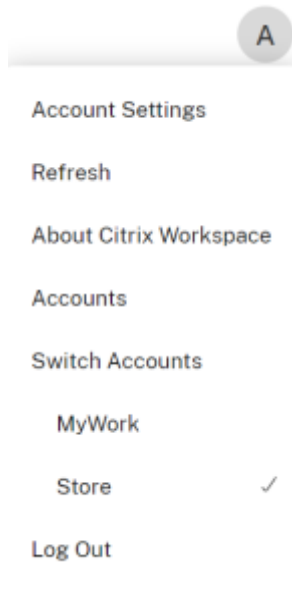 A
Account Settings
Refresh
About Citrix Workspace
Accounts
Switch Accounts
MyWork
Store
Log Out